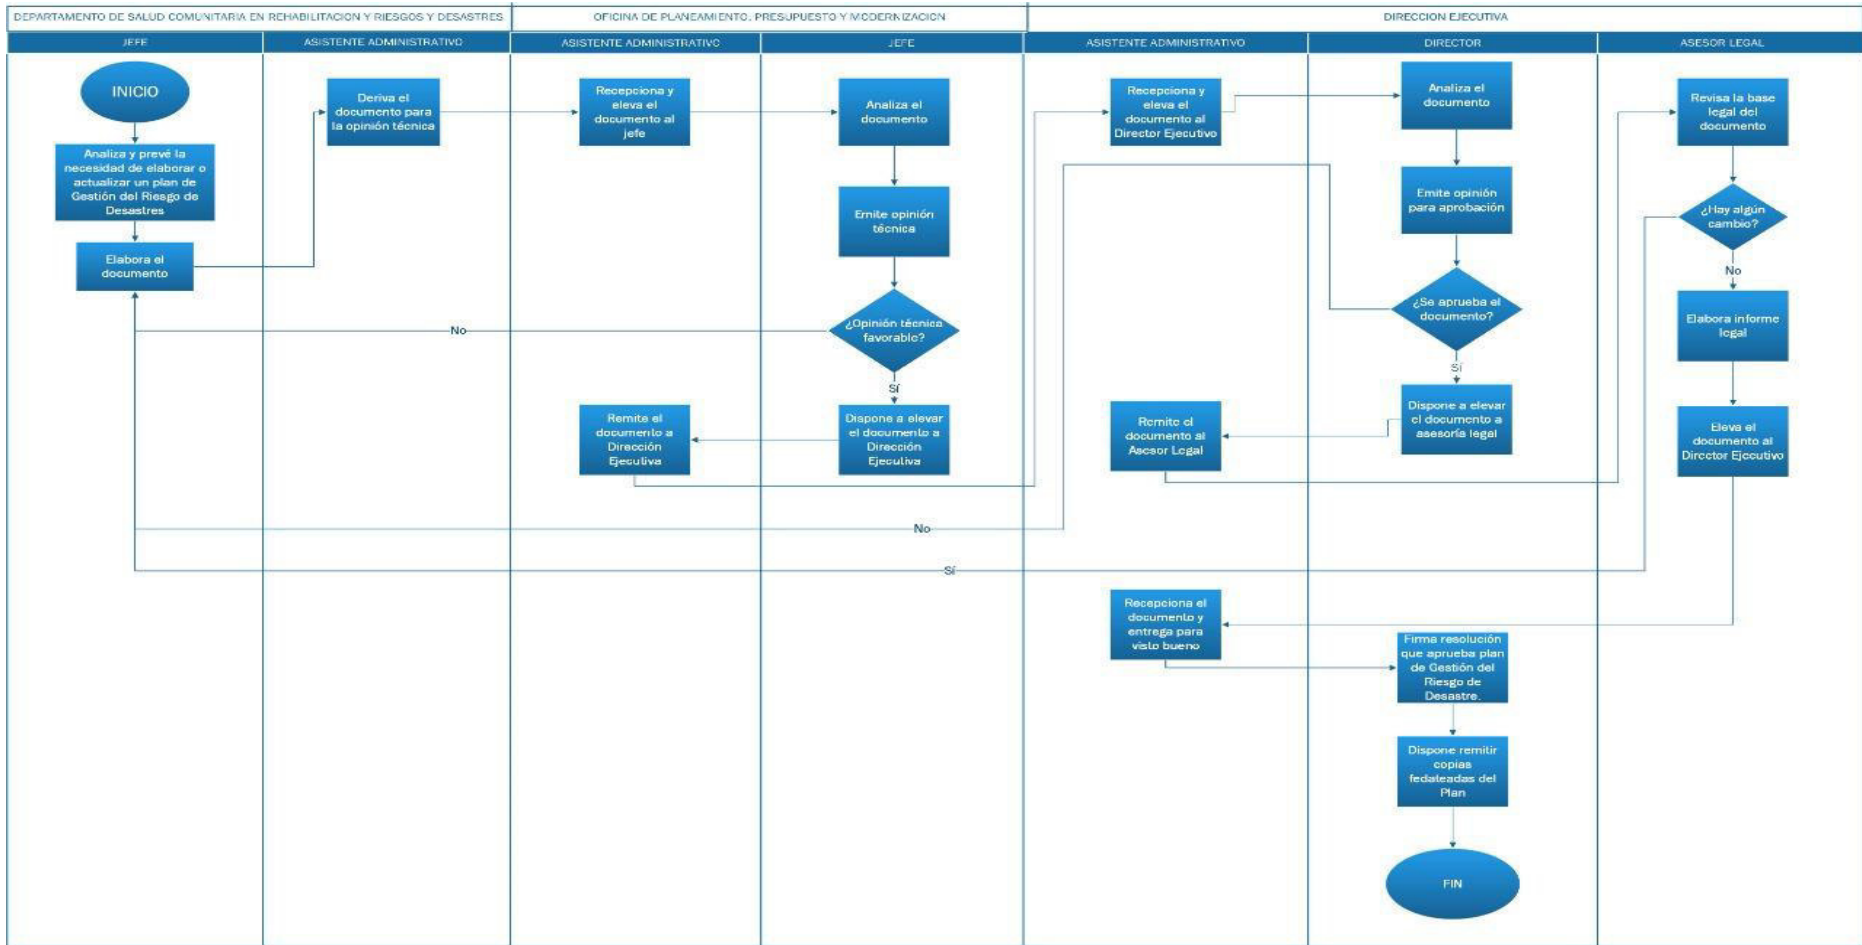 DEPARTAMENTO DE SALUD COMUNITARIA EN REHABILITACION Y RIESGOS Y DESASTRES
OFICINA DE PLANEAMIENTO, PRESUPUESTO Y MODERNIZACION
DIRECCION EJECUTIVA
JEFE
ASISTENTE ADMINISTRATIVO
ASISTENTE ADMINISTRATIVO
JEFE
ASISTENTE ADMINISTRATIVO
DIRECTOR
ASESOR LEGAL
INICIO
Analiza y prevé la
necesidad de elaborar o
actualizar un plan de
Gestión del Riesgo de
Desastres
Elabora el
documento
Deriva el
documento para
la opinión técnica
Recepciona y
eleva el
documento al
jefe
Analiza el
documento
Emite opinión
técnica
¿Opinión técnica
favorable?
No
Sí
Dispone a elevar
el documento a
Dirección
Ejecutiva
Remite el
documento a
Dirección
Ejecutiva
Recepciona y
eleva el
documento al
Director Ejecutivo
Analiza el
documento
Emite opinión
para aprobación
¿Se aprueba el
documento?
No
Sí
Dispone a elevar
el documento a
asesoría legal
Remite el
documento al
Asesor Legal
Revisa la base
legal del
documento
¿Hay algún
cambio?
Sí
No
Elabora informe
legal
Eleva el
documento al
Director Ejecutivo
Recepciona el
documento y
entrega para
visto bueno
Firma resolución
que aprueba plan
de Gestión del
Riesgo de
Desastre.
Dispone remitir
copias
fedateadas del
Plan
FIN